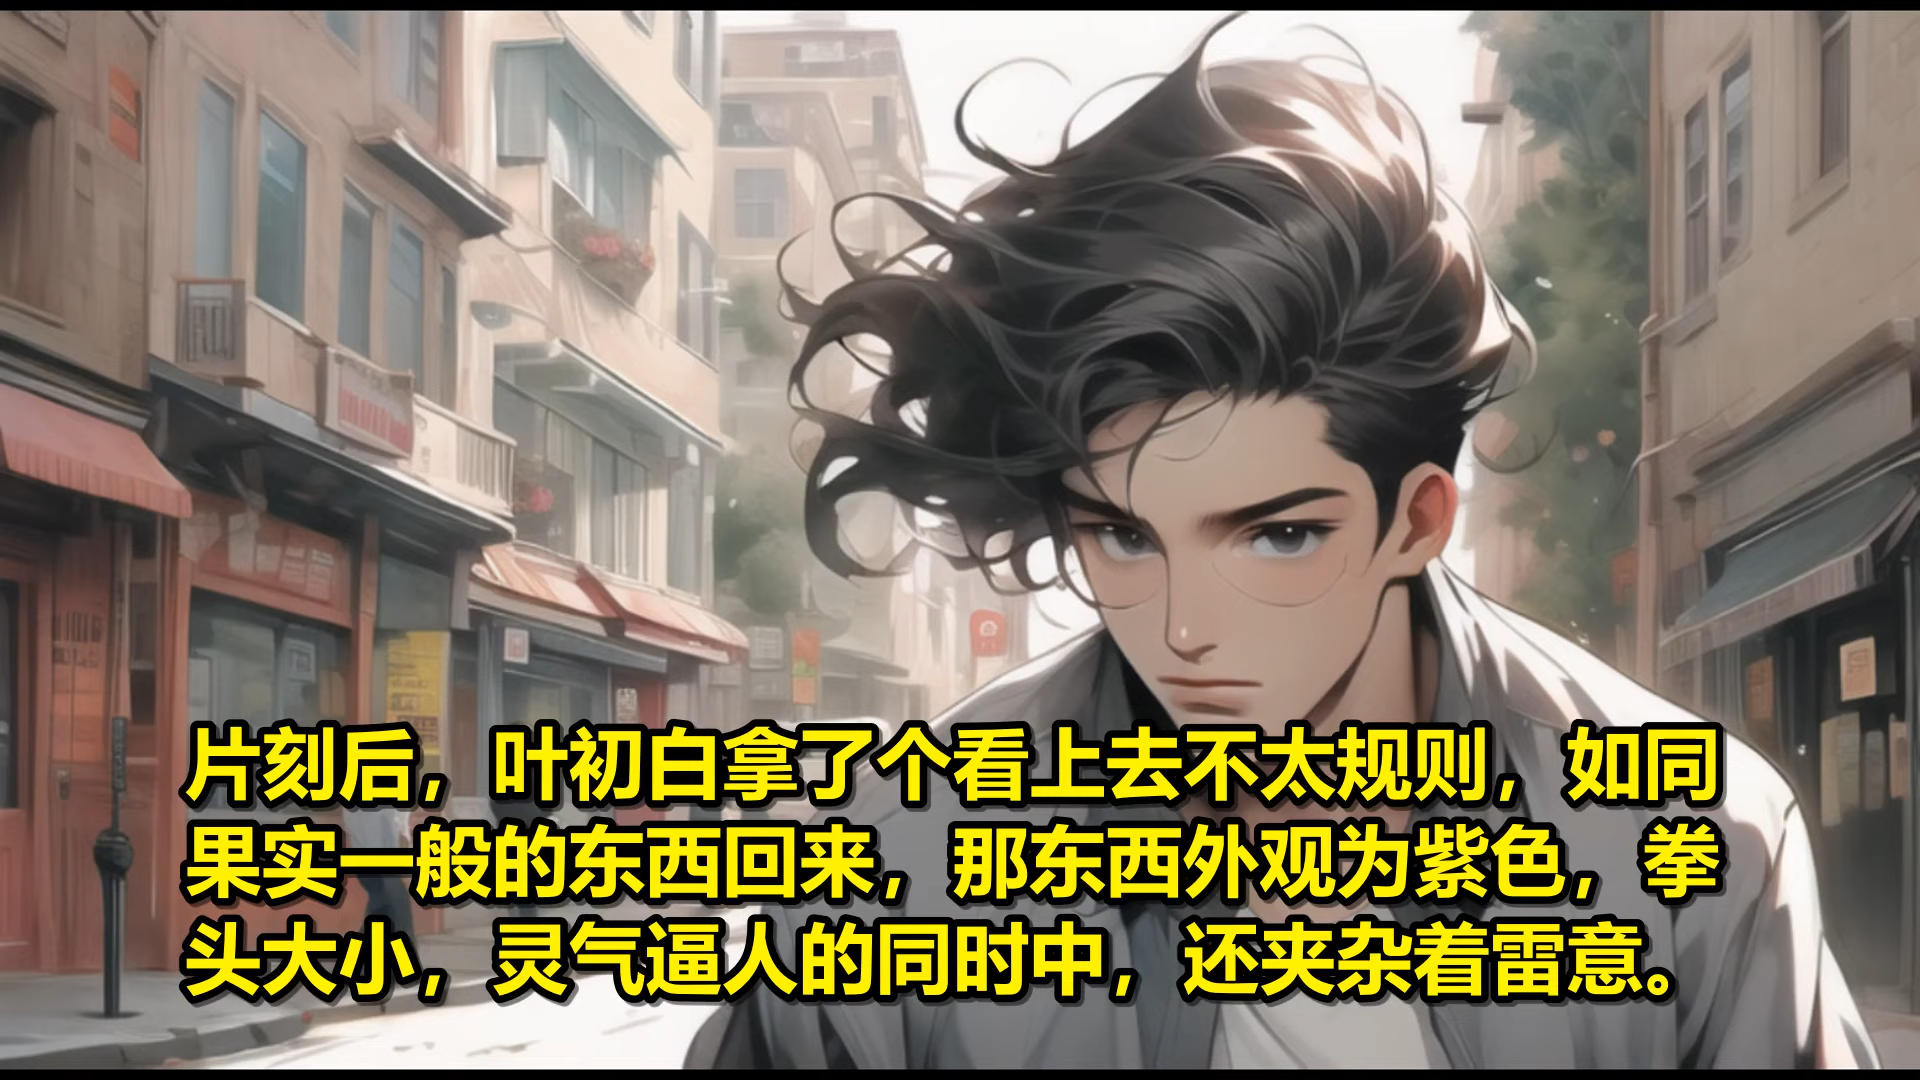 片刻后，叶初白拿了个看上去不太规则，如同
果实一般的东西回来，那东西外观为紫色，拳
头大小，灵气逼人的同时中，还夹杂着雷意。